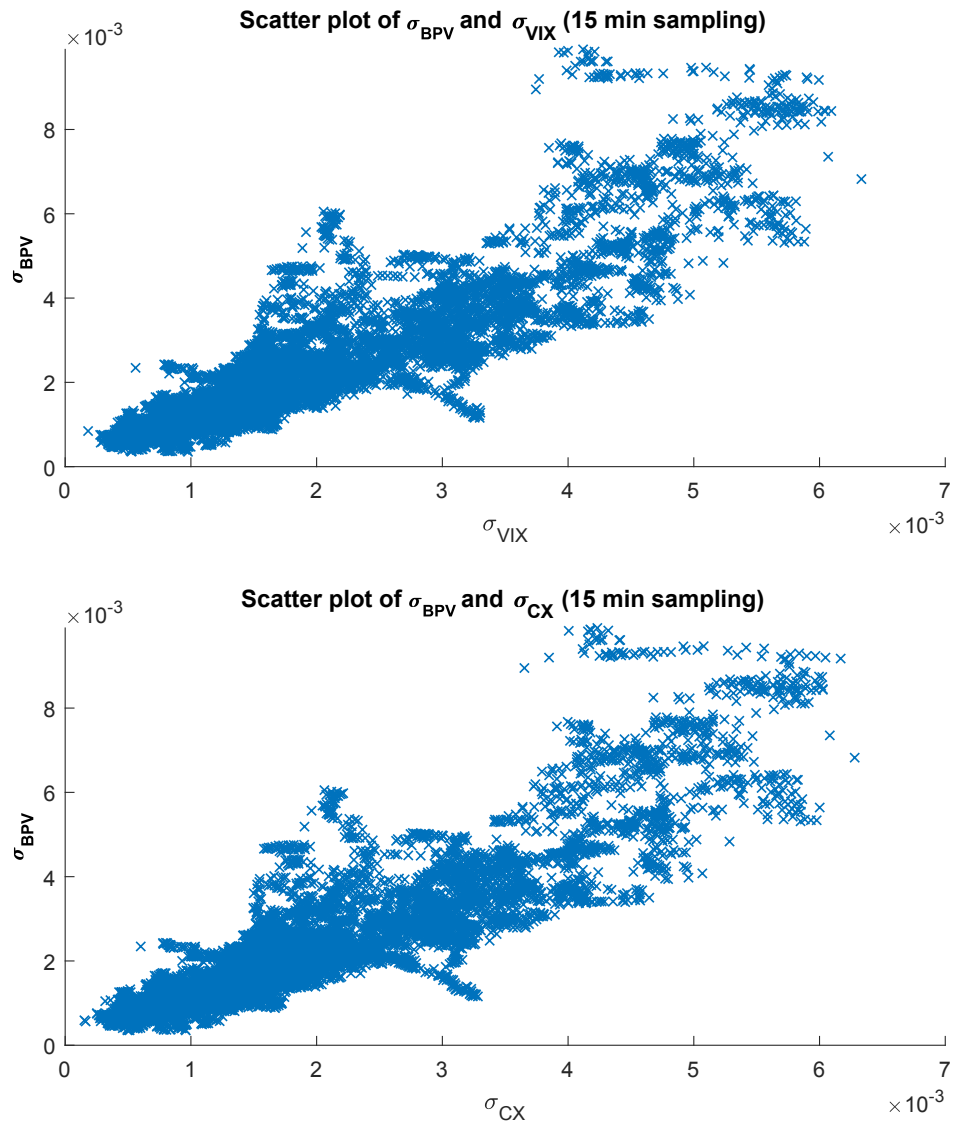 Scatter plot of σBPV and σVIX (15 min sampling)
× 10-3
8
6
4
2
0
σBPV
0 1 2 3 4 5 6 7
σVIX
× 10-3
Scatter plot of σBPV and σCX (15 min sampling)
× 10-3
8
6
4
2
0
σBPV
0 1 2 3 4 5 6 7
σCX
× 10-3